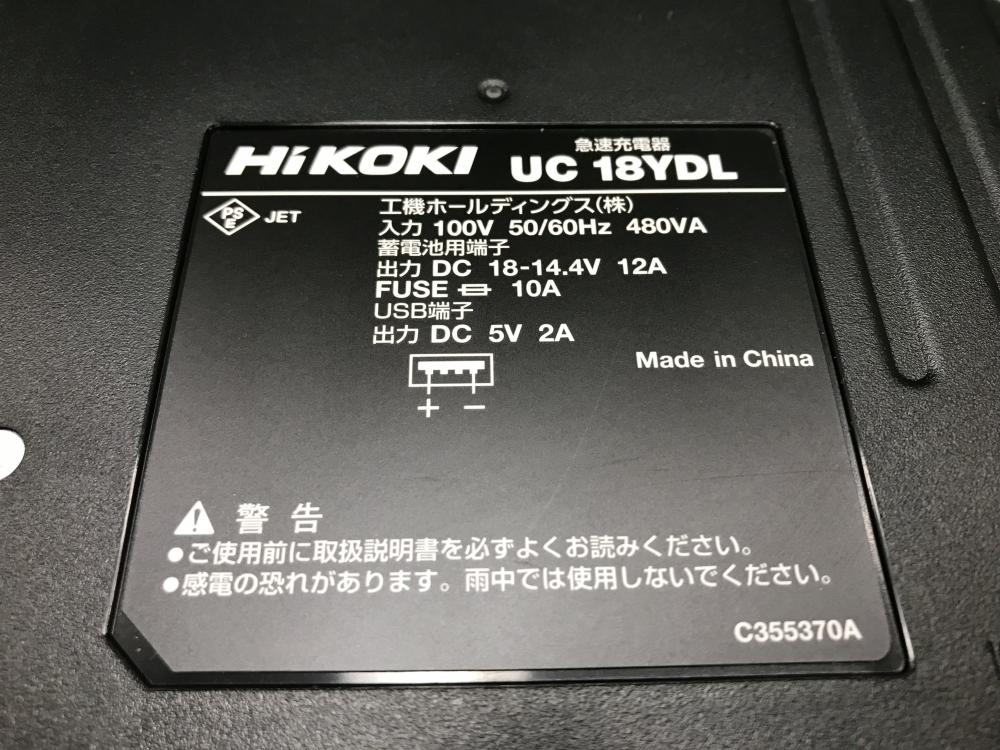 HiKOKI 急速充電器
UC 18YDL
PSE JET
工機ホールディングス(株)
入力 100V 50/60Hz 480VA
蓄電池用端子
出力 DC 18-14.4V 12A
FUSE 10A
USB端子
出力 DC 5V 2A
Made in China
+ −
警告
●ご使用前に取扱説明書を必ずよくお読みください。
●感電の恐れがあります。雨中では使用しないでください。
C355370A